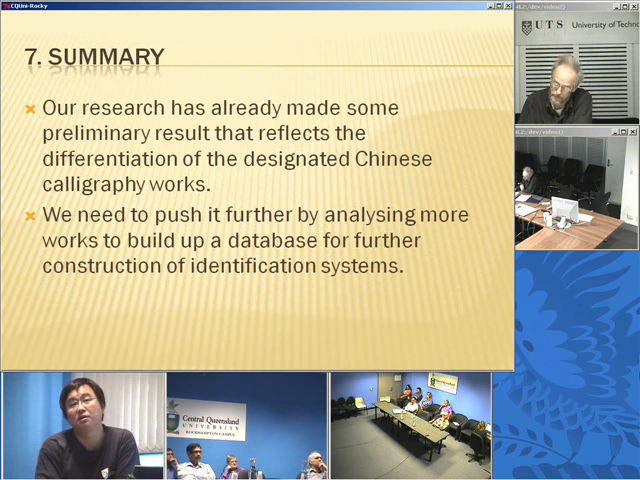 CQUni-Rocky
7. SUMMARY
Our research has already made some
preliminary result that reflects the
differentiation of the designated Chinese
calligraphy works.
We need to push it further by analysing more
works to build up a database for further
construction of identification systems.
UTS University of Techno
Central Queensland
UNIVERSITY
ROCKHAMPTON CAMPUS